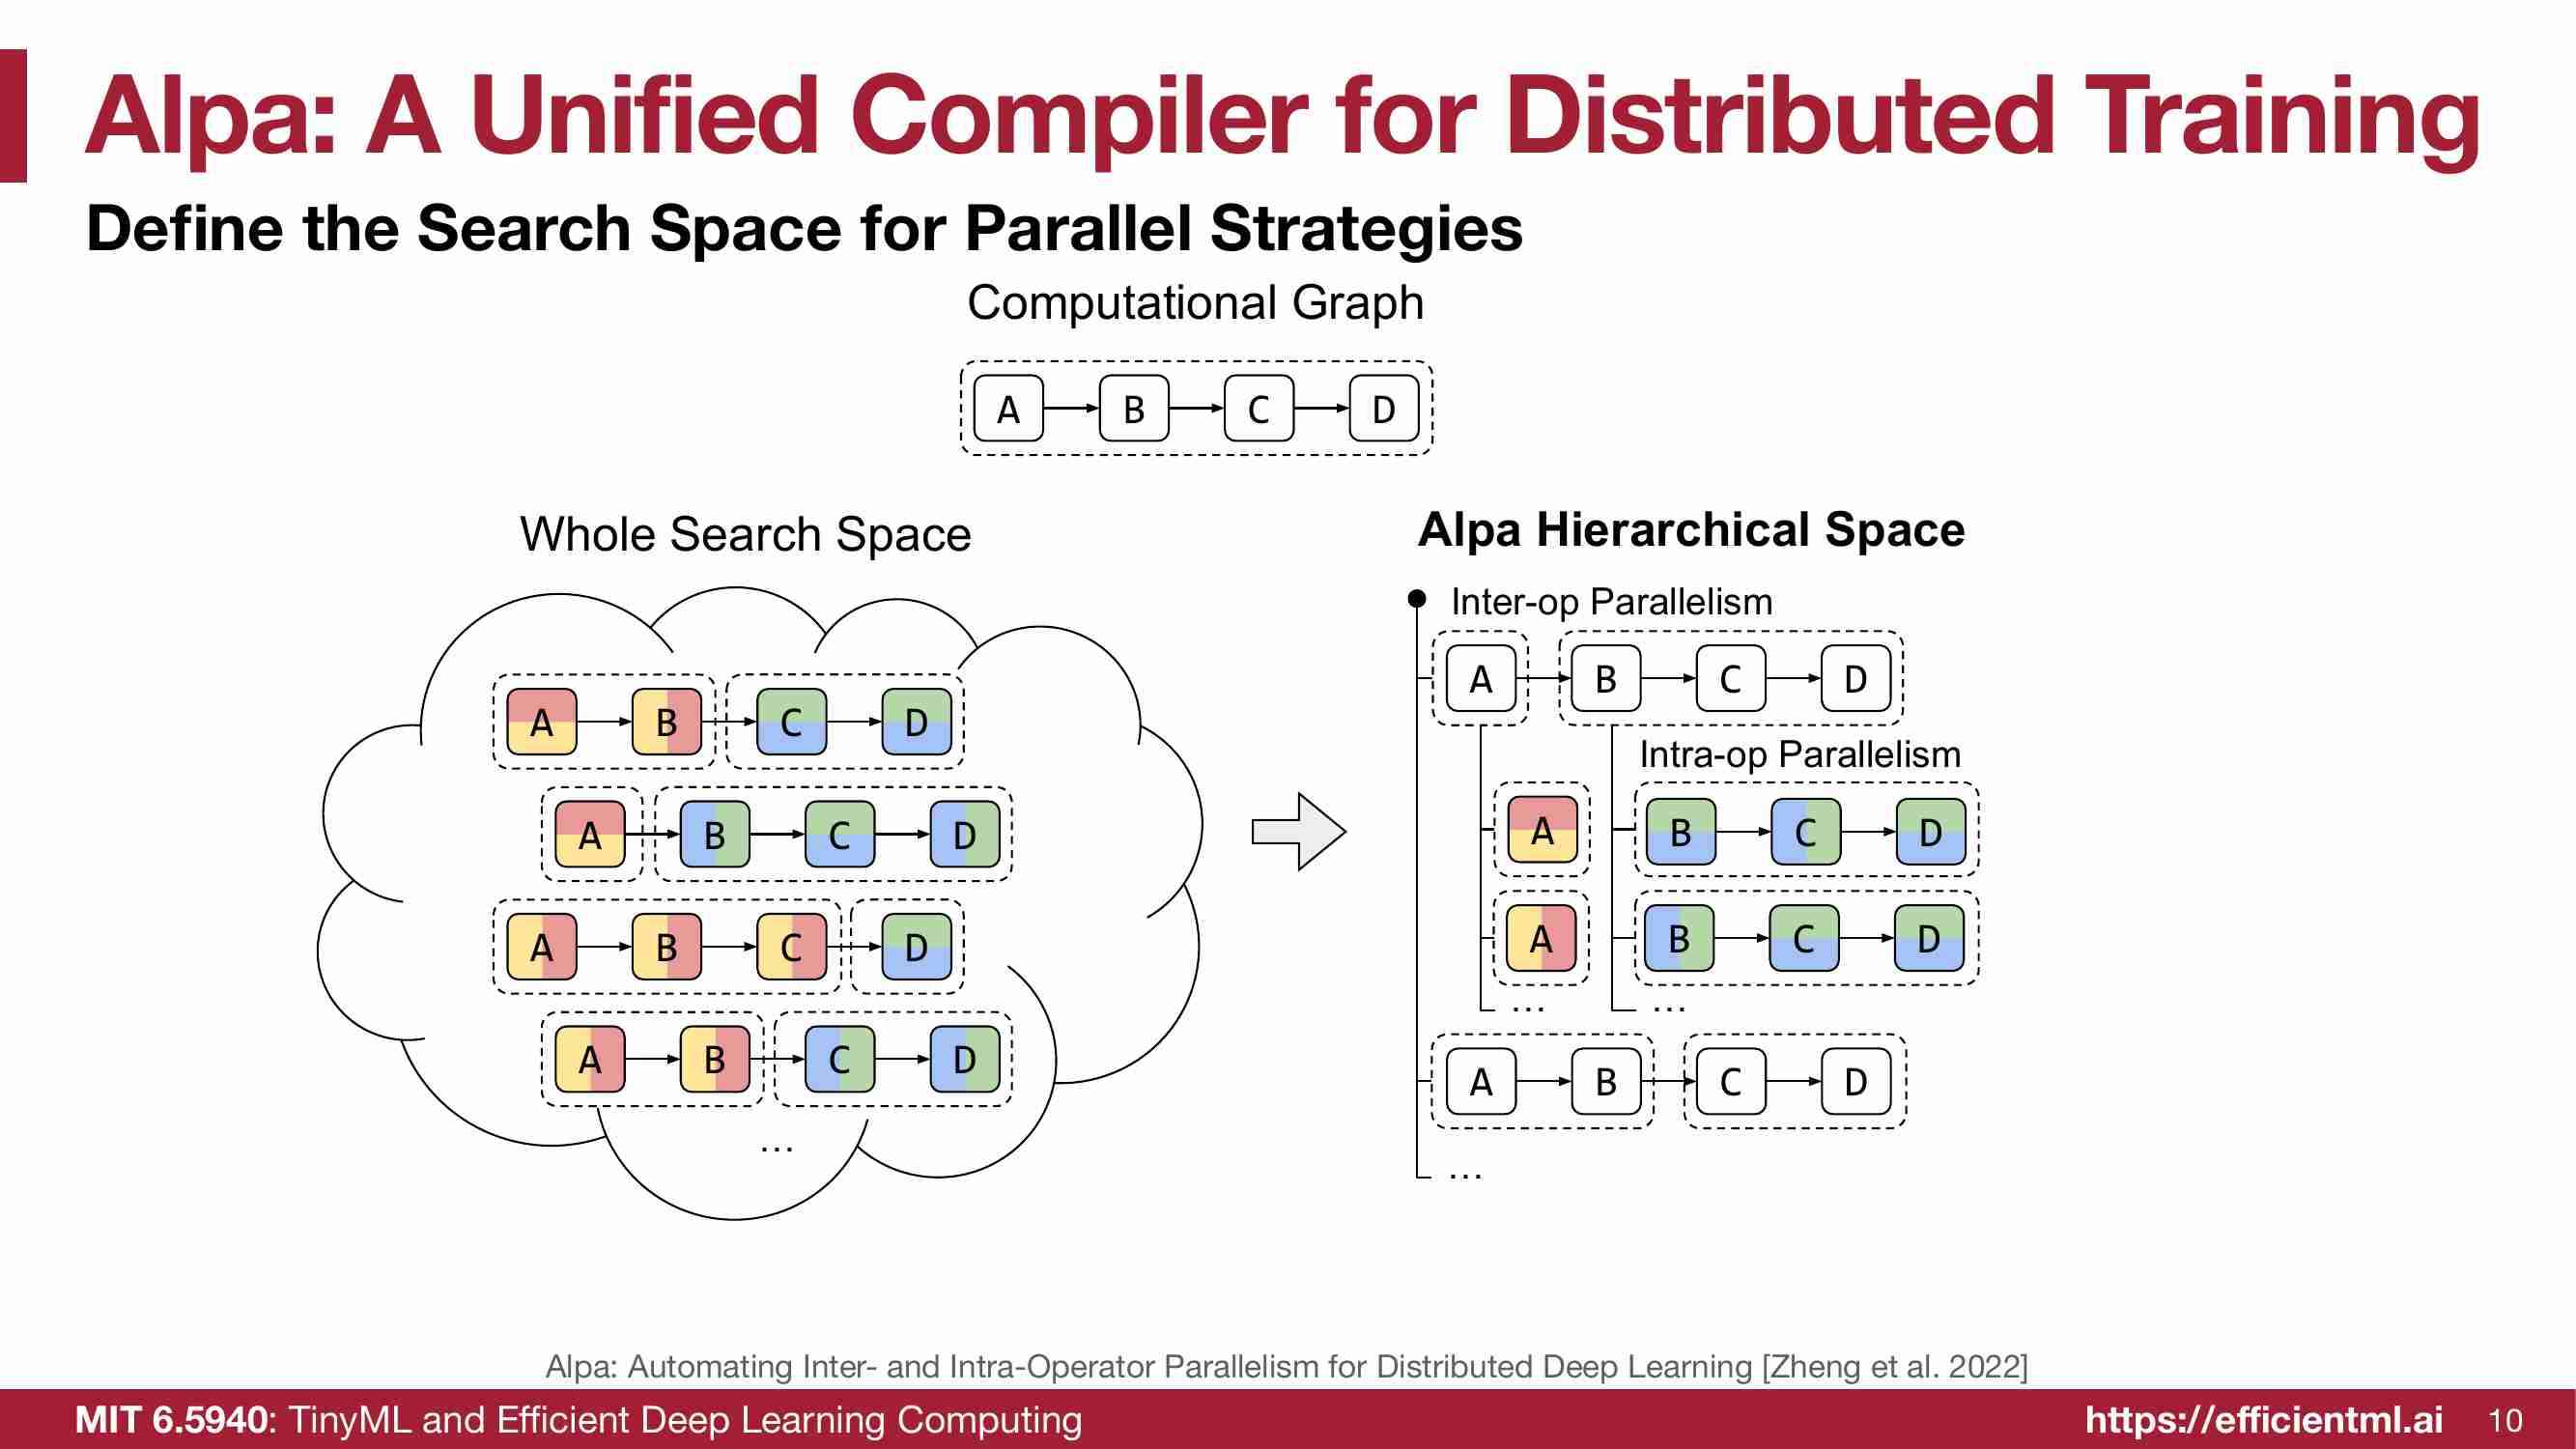 Alpa: A Unified Compiler for Distributed Training
Define the Search Space for Parallel Strategies
Computational Graph
A B C D
Whole Search Space
A B C D
A B C D
A B C D
A B C D
...
Alpa Hierarchical Space
Inter-op Parallelism
A B C D
Intra-op Parallelism
A B C D
A B C D
... ...
A B C D
...
Alpa: Automating Inter- and Intra-Operator Parallelism for Distributed Deep Learning [Zheng et al. 2022]
MIT 6.5940: TinyML and Efficient Deep Learning Computing
https://efficientml.ai 10